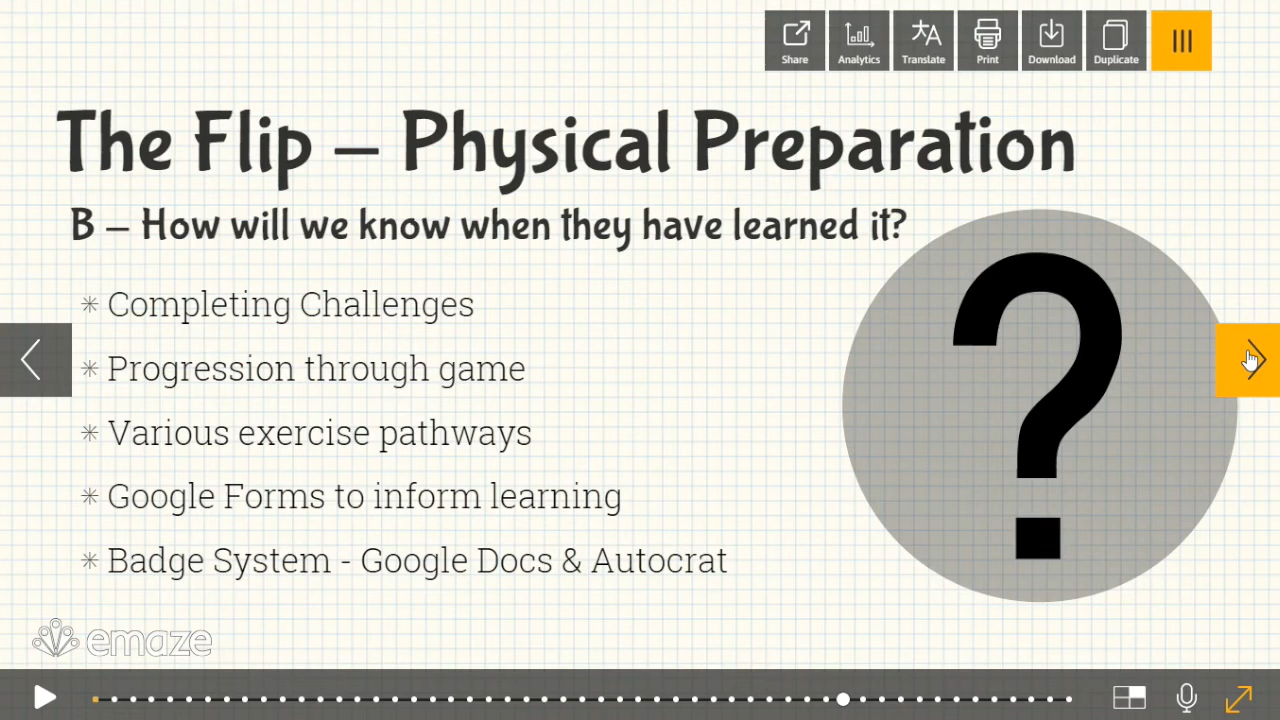 Share
Analytics
Translate
Print
Download
Duplicate
The Flip – Physical Preparation
B – How will we know when they have learned it?
Completing Challenges
Progression through game
Various exercise pathways
Google Forms to inform learning
Badge System - Google Docs & Autocrat
?
emaze